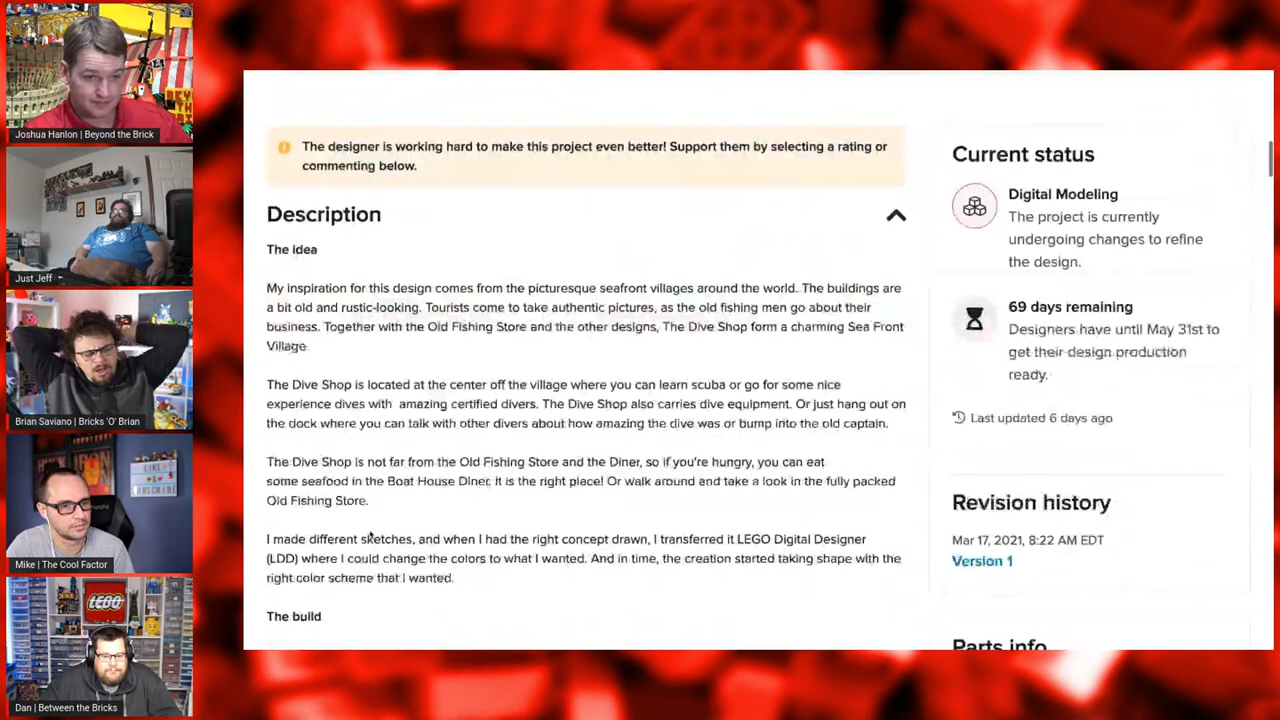 Joshua Hanlon | Beyond the Brick
Just Jeff
Brian Saviano | Bricks 'O' Brian
LIKE
SUBSCRIBE
Mike | The Cool Factor
LEGO
Dan | Between the Bricks
The designer is working hard to make this project even better! Support them by selecting a rating or
commenting below.
Description
The idea
My inspiration for this design comes from the picturesque seafront villages around the world. The buildings are
a bit old and rustic-looking. Tourists come to take authentic pictures, as the old fishing men go about their
business. Together with the Old Fishing Store and the other designs, The Dive Shop form a charming Sea Front
Village.
The Dive Shop is located at the center off the village where you can learn scuba or go for some nice
experience dives with amazing certified divers. The Dive Shop also carries dive equipment. Or just hang out on
the dock where you can talk with other divers about how amazing the dive was or bump into the old captain.
The Dive Shop is not far from the Old Fishing Store and the Diner, so if you're hungry, you can eat
some seafood in the Boat House Diner, it is the right place! Or walk around and take a look in the fully packed
Old Fishing Store.
I made different sketches, and when I had the right concept drawn, I transferred it LEGO Digital Designer
(LDD) where I could change the colors to what I wanted. And in time, the creation started taking shape with the
right color scheme that I wanted.
The build
Current status
Digital Modeling
The project is currently
undergoing changes to refine
the design.
69 days remaining
Designers have until May 31st to
get their design production
ready.
Last updated 6 days ago
Revision history
Mar 17, 2021, 8:22 AM EDT
Version 1
Parts info